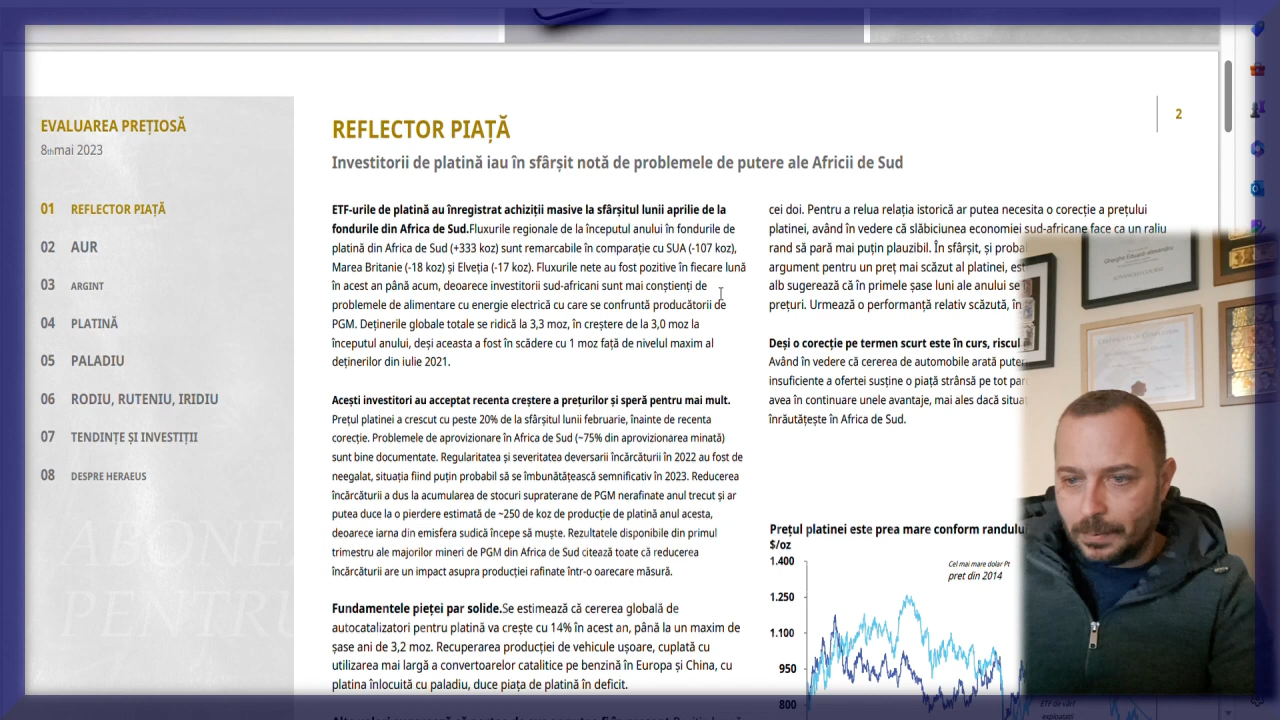 EVALUAREA PREȚIOSĂ
8thmai 2023
01 REFLECTOR PIAȚĂ
02 AUR
03 ARGINT
04 PLATINĂ
05 PALADIU
06 RODIU, RUTENIU, IRIDIU
07 TENDINȚE ȘI INVESTIȚII
08 DESPRE HERAEUS
ABONE
PENTRU
2
REFLECTOR PIAȚĂ
Investitorii de platină iau în sfârșit notă de problemele de putere ale Africii de Sud
ETF-urile de platină au înregistrat achiziții masive la sfârșitul lunii aprilie de la
fondurile din Africa de Sud.Fluxurile regionale de la începutul anului în fondurile de
platină din Africa de Sud (+333 koz) sunt remarcabile în comparație cu SUA (-107 koz),
Marea Britanie (-18 koz) și Elveția (-17 koz). Fluxurile nete au fost pozitive în fiecare lună
în acest an până acum, deoarece investitorii sud-africani sunt mai conștienți de
problemele de alimentare cu energie electrică cu care se confruntă producătorii de
PGM. Deținerile globale totale se ridică la 3,3 moz, în creștere de la 3,0 moz la
începutul anului, deși aceasta a fost în scădere cu 1 moz față de nivelul maxim al
deținerilor din iulie 2021.
Acești investitori au acceptat recenta creștere a prețurilor și speră pentru mai mult.
Prețul platinei a crescut cu peste 20% de la sfârșitul lunii februarie, înainte de recenta
corecție. Problemele de aprovizionare în Africa de Sud (~75% din aprovizionarea minată)
sunt bine documentate. Regularitatea și severitatea deversarii încărcăturii în 2022 au fost de
neegalat, situația fiind puțin probabil să se îmbunătățească semnificativ în 2023. Reducerea
încărcăturii a dus la acumularea de stocuri supraterane de PGM nerafinate anul trecut și ar
putea duce la o pierdere estimată de ~250 de koz de producție de platină anul acesta,
deoarece iarna din emisfera sudică începe să muște. Rezultatele disponibile din primul
trimestru ale majorilor mineri de PGM din Africa de Sud citează toate că reducerea
încărcăturii are un impact asupra producției rafinate într-o oarecare măsură.
Fundamentele pieței par solide.Se estimează că cererea globală de
autocatalizatori pentru platină va crește cu 14% în acest an, până la un maxim de
șase ani de 3,2 moz. Recuperarea producției de vehicule ușoare, cuplată cu
utilizarea mai largă a convertoarelor catalitice pe benzină în Europa și China, cu
platina înlocuită cu paladiu, duce piața de platină în deficit.
cei doi. Pentru a relua relația istorică ar putea necesita o corecție a prețului
platinei, având în vedere că slăbiciunea economiei sud-africane face ca un raliu
rand să pară mai puțin plauzibil. În sfârșit, și proba
argument pentru un preț mai scăzut al platinei, est
alb sugerează că în primele șase luni ale anului se
prețuri. Urmează o performanță relativ scăzută, în
Deși o corecție pe termen scurt este în curs, riscul
Având în vedere că cererea de automobile arată puter
insuficiente a ofertei susține o piață strânsă pe tot par
avea în continuare unele avantaje, mai ales dacă situat
înrăutățește în Africa de Sud.
Prețul platinei este prea mare conform randulu
$/oz
1.400
1.250
1.100
950
800
Cel mai mare dolar Pt
pret din 2014
ETF de vârf